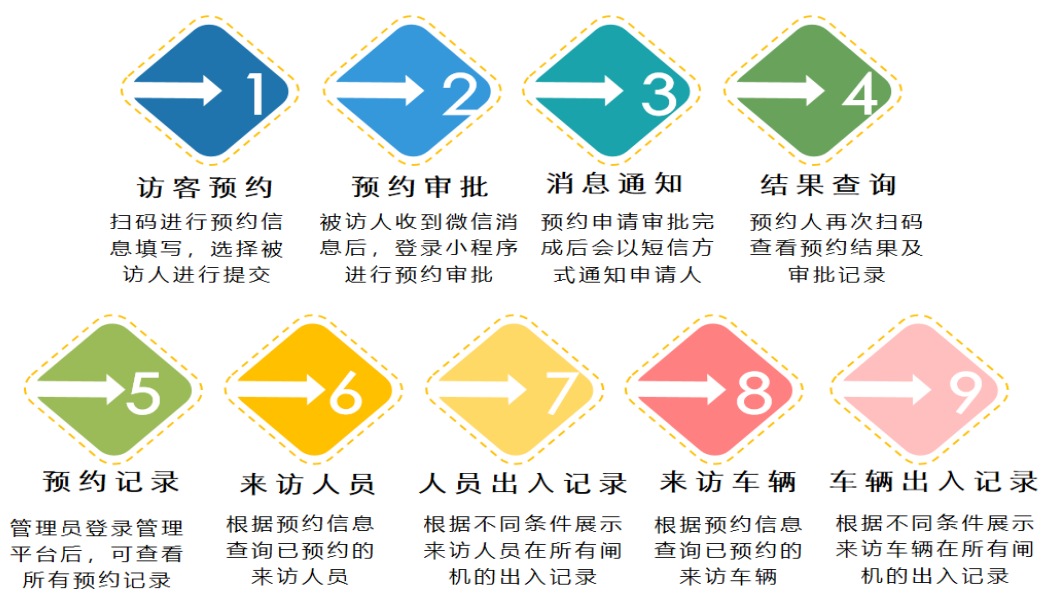 1
访客预约
扫码进行预约信
息填写，选择被
访人进行提交
2
预约审批
被访人收到微信消
息后，登录小程序
进行预约审批
3
消息通知
预约申请审批完
成后会以短信方
式通知申请人
4
结果查询
预约人再次扫码
查看预约结果及
审批记录
5
预约记录
管理员登录管理
平台后，可查看
所有预约记录
6
来访人员
根据预约信息
查询已预约的
来访人员
7
人员出入记录
根据不同条件展示
来访人员在所有闸
机的出入记录
8
来访车辆
根据预约信息
查询已预约的
来访车辆
9
车辆出入记录
根据不同条件展示
来访车辆在所有闸
机的出入记录